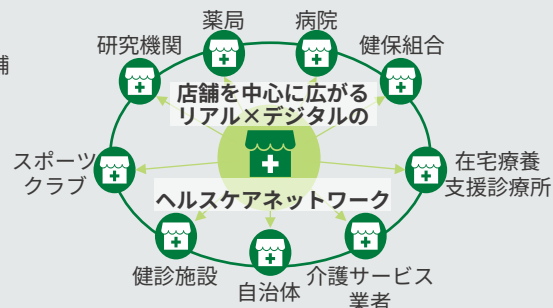 薬局
病院
研究機関
健保組合
舗
店舗を中心に広がる
リアル×デジタルの
スポーツ
クラブ
在宅療養
支援診療所
ヘルスケアネットワーク
健診施設
自治体
介護サービス
業者